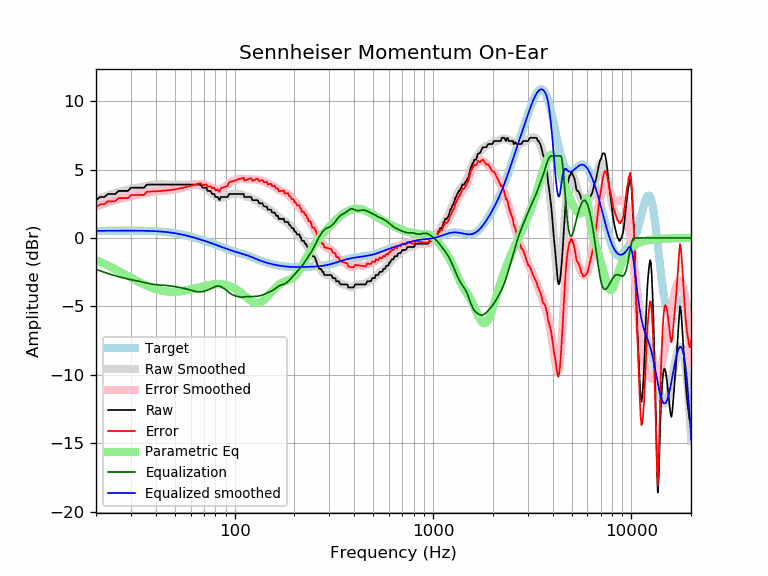 Sennheiser Momentum On-Ear
Amplitude (dBr)
10
5
0
−5
−10
−15
−20
Target
Raw Smoothed
Error Smoothed
Raw
Error
Parametric Eq
Equalization
Equalized smoothed
100
1000
10000
Frequency (Hz)